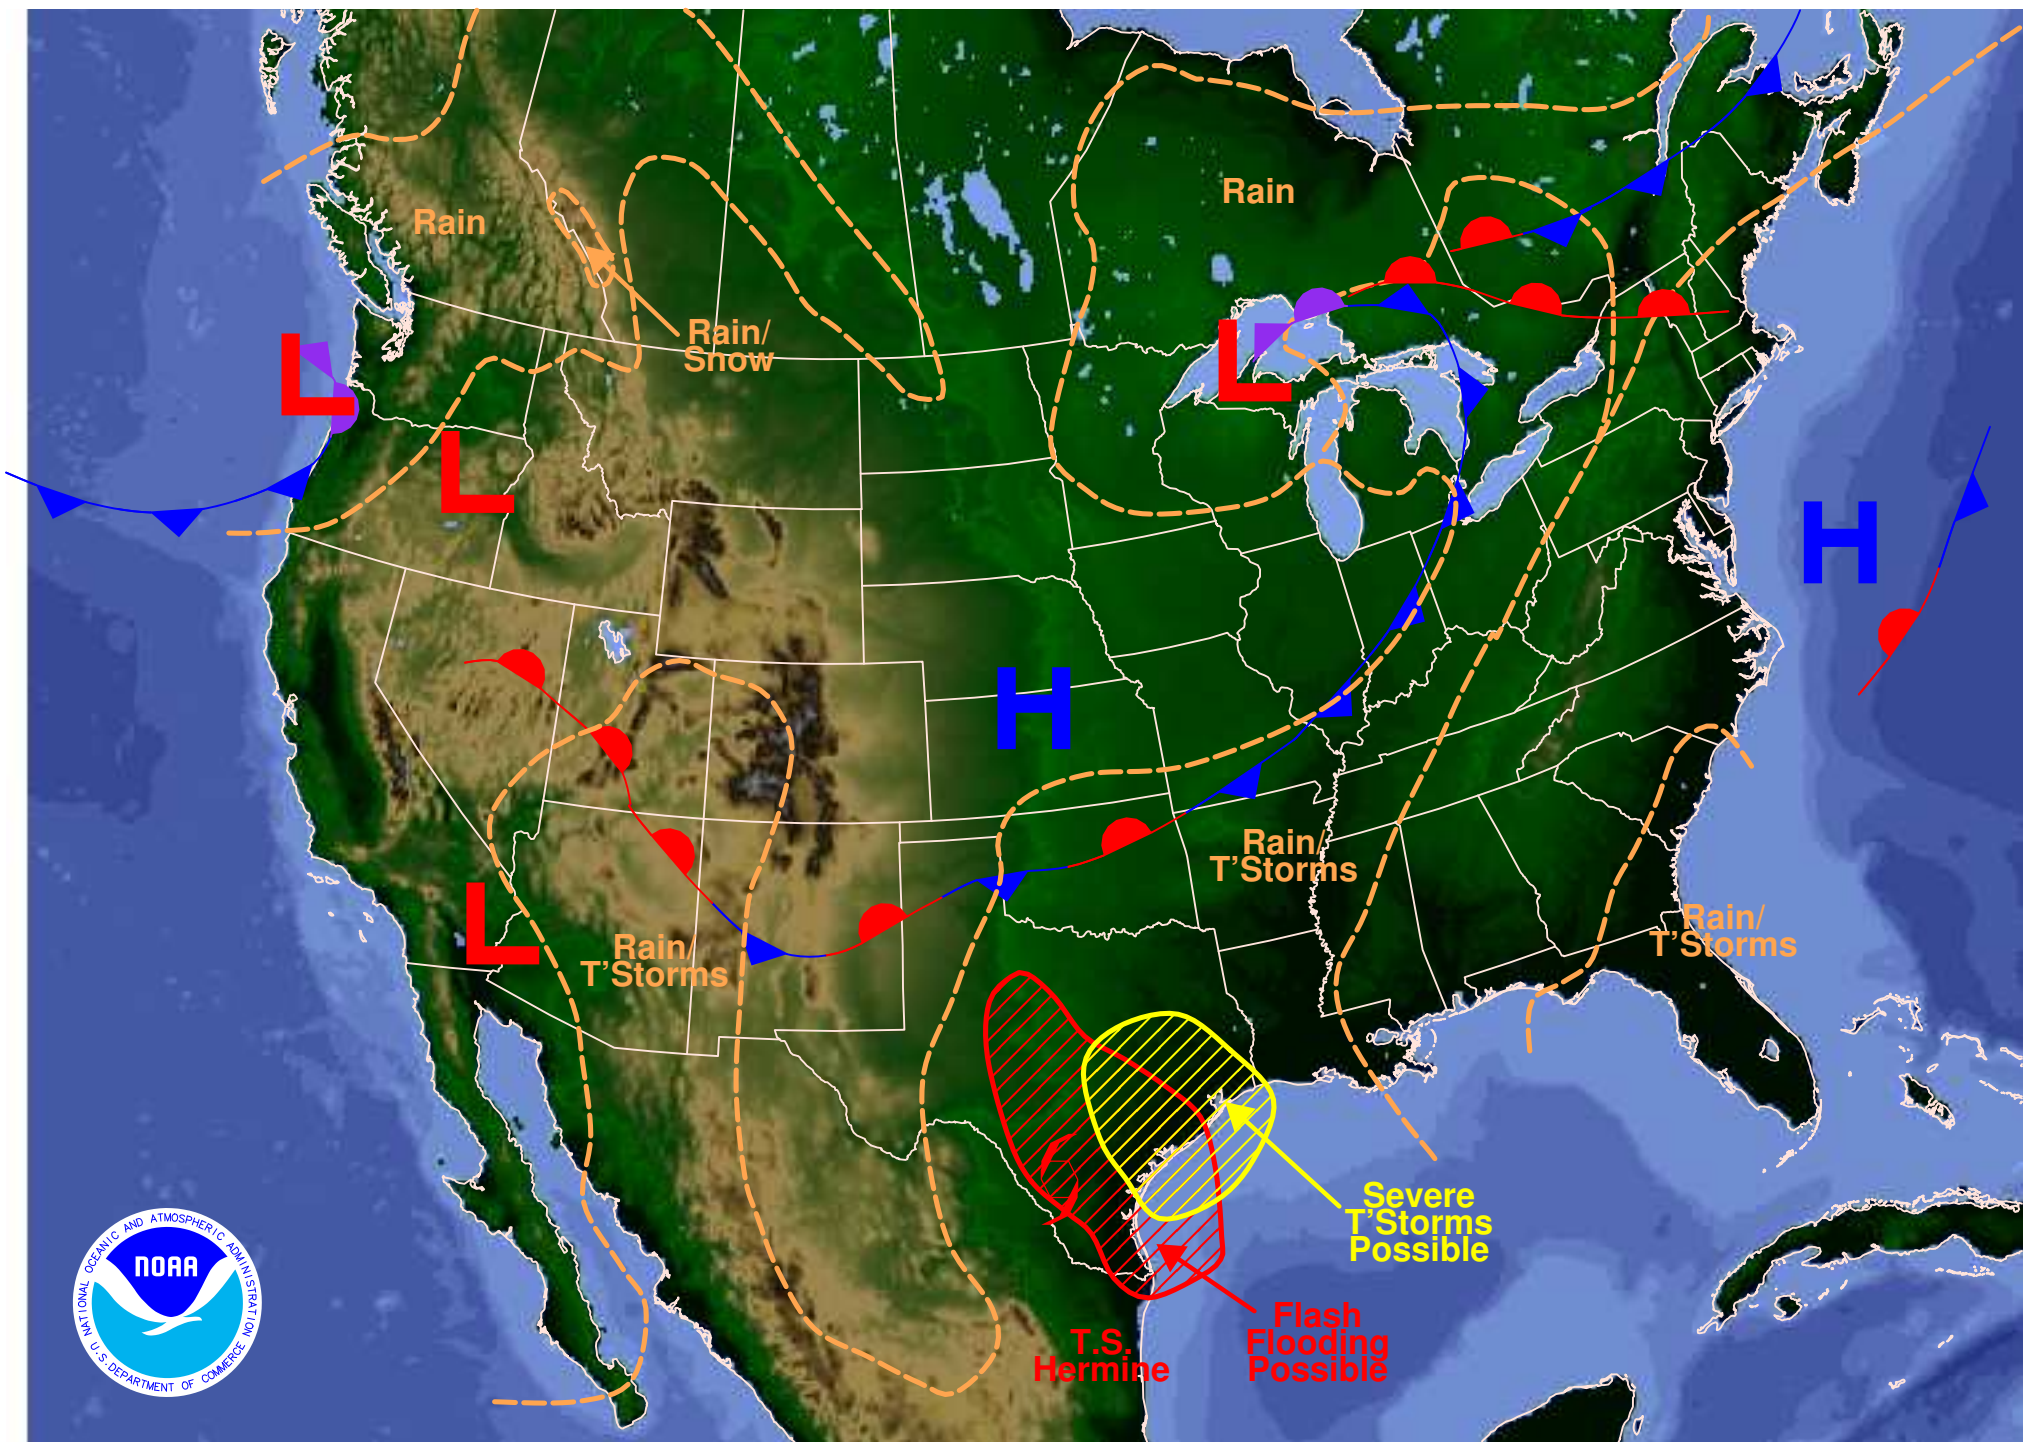 Rain
Rain
Rain/
Snow
L
L
L
H
H
L
Rain/
T'Storms
Rain/
T'Storms
Rain/
T'Storms
Severe
T'Storms
Possible
Flash
Flooding
Possible
T.S.
Hermine
NATIONAL OCEANIC AND ATMOSPHERIC ADMINISTRATION
NOAA
U.S. DEPARTMENT OF COMMERCE